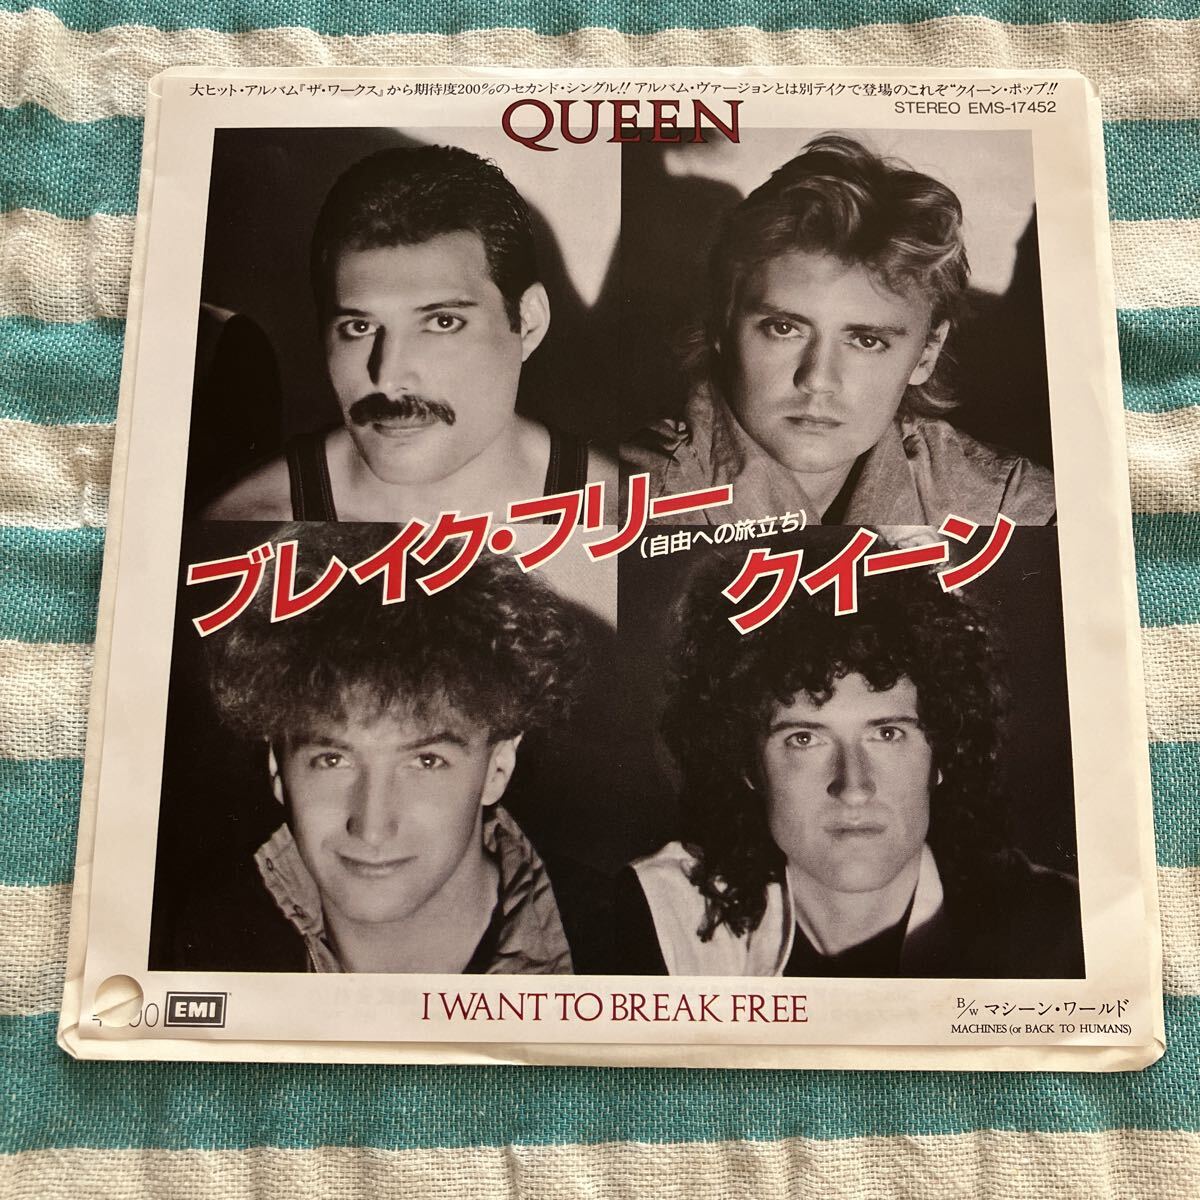 大ヒット・アルバム『ザ・ワークス』から期待度200%のセカンド・シングル!! アルバム・ヴァージョンとは別テイクで登場のこれぞ“クイーン・ポップ!!
STEREO EMS-17452
QUEEN
ブレイク・フリー
(自由への旅立ち)
クイーン
EMI
I WANT TO BREAK FREE
B/W マシーン・ワールド
MACHINES (or BACK TO HUMANS)